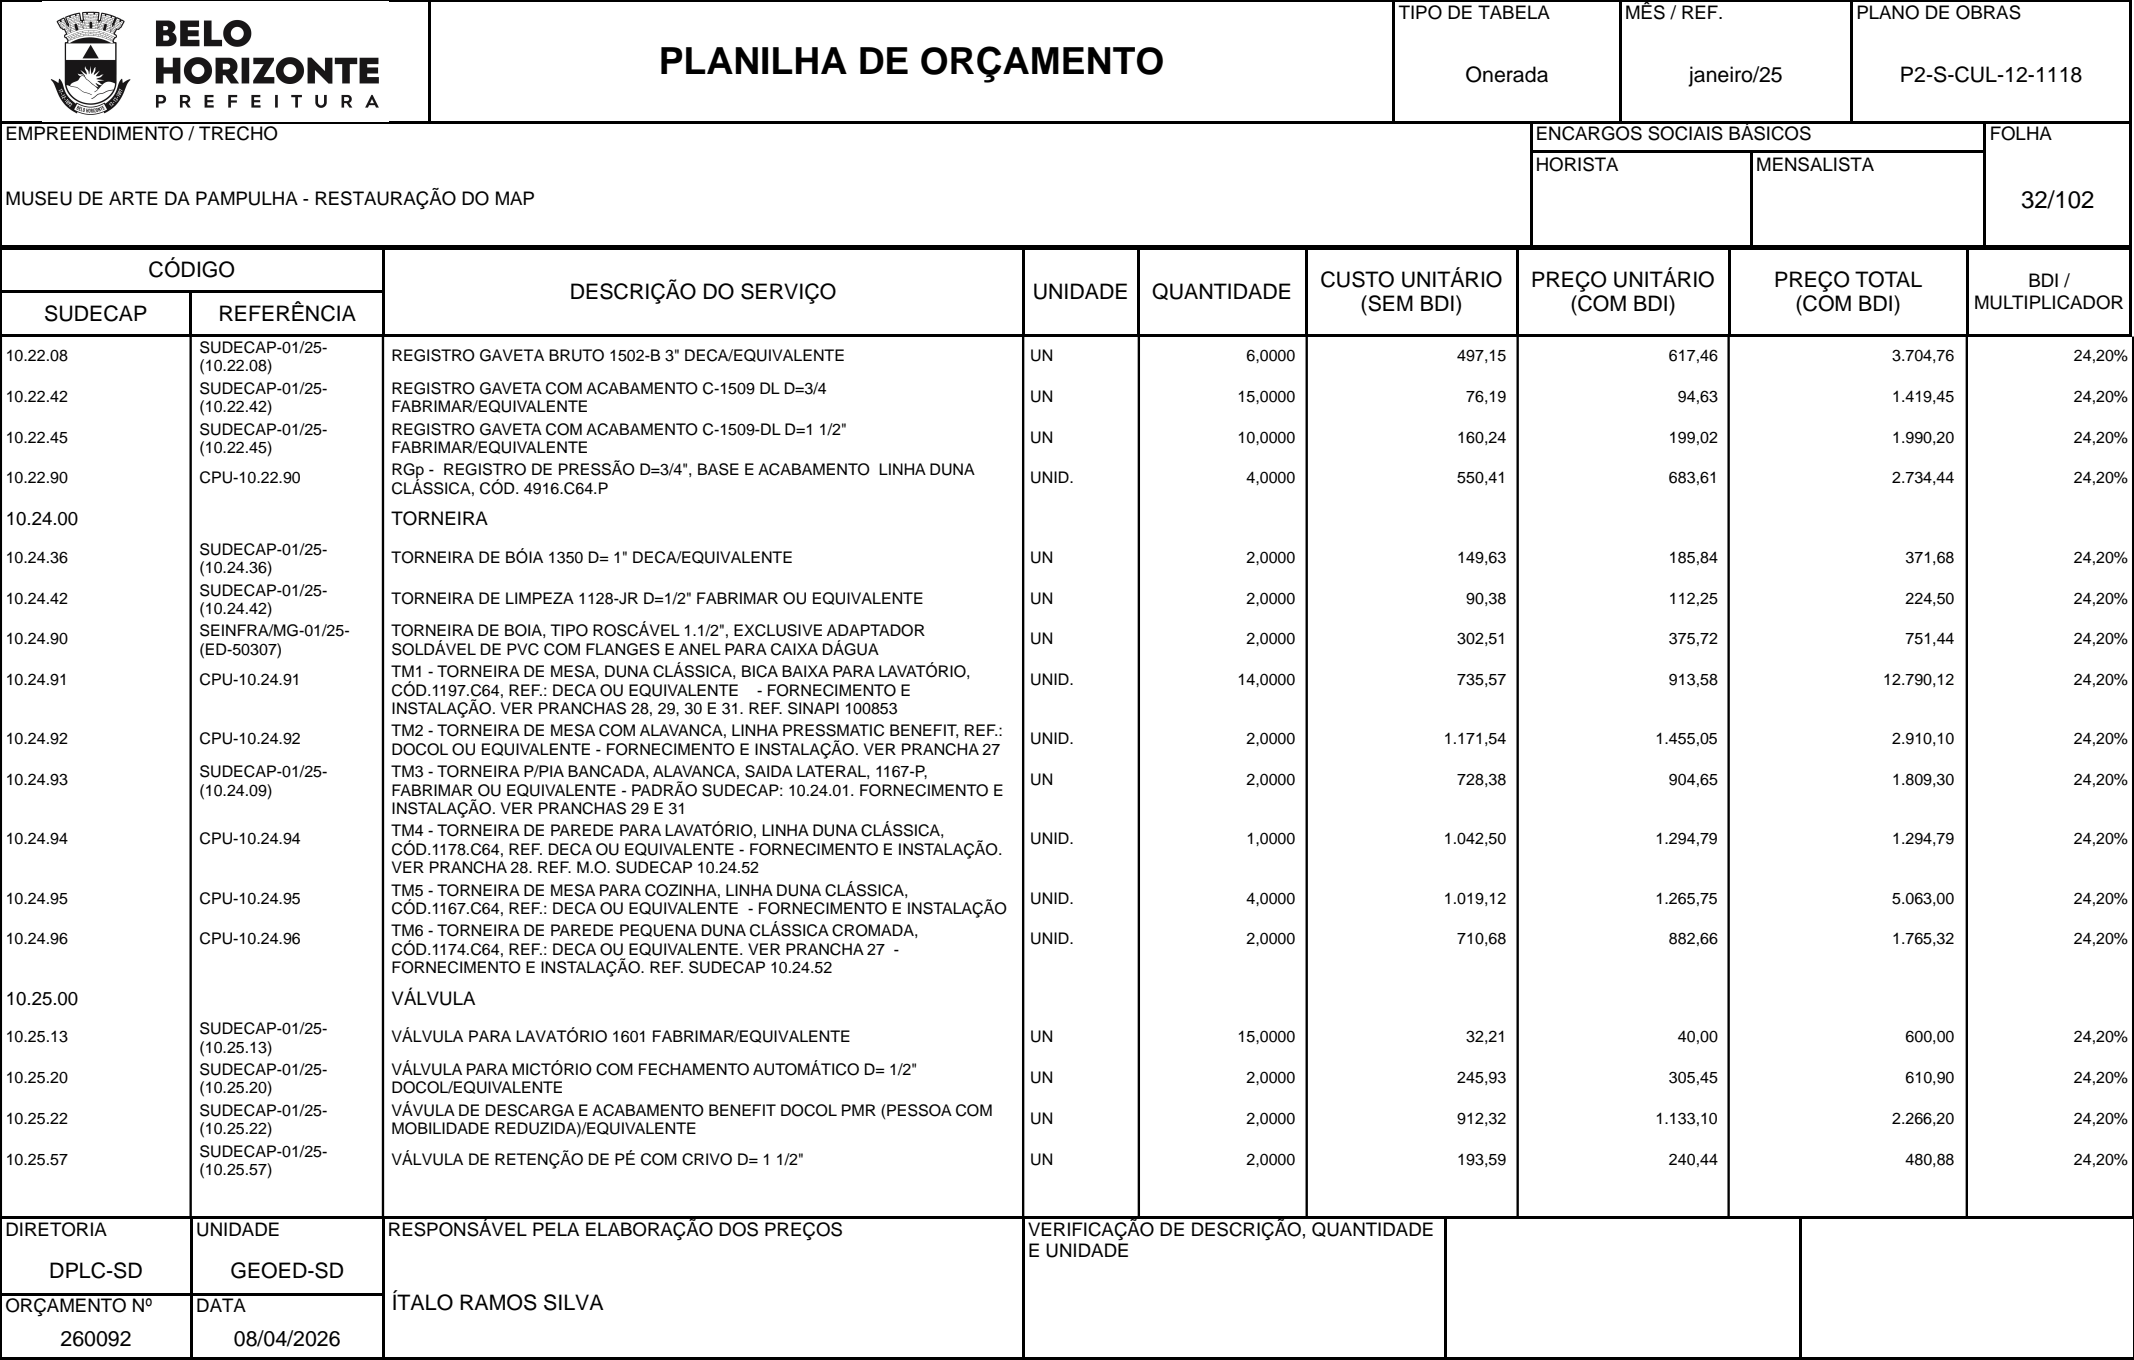 BELO
HORIZONTE
PREFEITURA
PLANILHA DE ORÇAMENTO
TIPO DE TABELA
Onerada
MÊS / REF.
janeiro/25
PLANO DE OBRAS
P2-S-CUL-12-1118
EMPREENDIMENTO / TRECHO
MUSEU DE ARTE DA PAMPULHA - RESTAURAÇÃO DO MAP
ENCARGOS SOCIAIS BÁSICOS
HORISTA
MENSALISTA
FOLHA
32/102
CÓDIGO
SUDECAP
REFERÊNCIA
DESCRIÇÃO DO SERVIÇO
UNIDADE
QUANTIDADE
CUSTO UNITÁRIO
(SEM BDI)
PREÇO UNITÁRIO
(COM BDI)
PREÇO TOTAL
(COM BDI)
BDI /
MULTIPLICADOR
10.22.08
SUDECAP-01/25-
(10.22.08)
REGISTRO GAVETA BRUTO 1502-B 3" DECA/EQUIVALENTE
UN 6,0000 497,15 617,46 3.704,76 24,20%
10.22.42
SUDECAP-01/25-
(10.22.42)
REGISTRO GAVETA COM ACABAMENTO C-1509 DL D=3/4
FABRIMAR/EQUIVALENTE
UN 15,0000 76,19 94,63 1.419,45 24,20%
10.22.45
SUDECAP-01/25-
(10.22.45)
REGISTRO GAVETA COM ACABAMENTO C-1509-DL D=1 1/2"
FABRIMAR/EQUIVALENTE
UN 10,0000 160,24 199,02 1.990,20 24,20%
10.22.90
CPU-10.22.90
RGp - REGISTRO DE PRESSÃO D=3/4", BASE E ACABAMENTO LINHA DUNA
CLÁSSICA, CÓD. 4916.C64.P
UNID. 4,0000 550,41 683,61 2.734,44 24,20%
10.24.00 TORNEIRA
10.24.36
SUDECAP-01/25-
(10.24.36)
TORNEIRA DE BÓIA 1350 D= 1" DECA/EQUIVALENTE
UN 2,0000 149,63 185,84 371,68 24,20%
10.24.42
SUDECAP-01/25-
(10.24.42)
TORNEIRA DE LIMPEZA 1128-JR D=1/2" FABRIMAR OU EQUIVALENTE
UN 2,0000 90,38 112,25 224,50 24,20%
10.24.90
SEINFRA/MG-01/25-
(ED-50307)
TORNEIRA DE BOIA, TIPO ROSCÁVEL 1.1/2", EXCLUSIVE ADAPTADOR
SOLDÁVEL DE PVC COM FLANGES E ANEL PARA CAIXA DÁGUA
UN 2,0000 302,51 375,72 751,44 24,20%
10.24.91
CPU-10.24.91
TM1 - TORNEIRA DE MESA, DUNA CLÁSSICA, BICA BAIXA PARA LAVATÓRIO,
CÓD.1197.C64, REF.: DECA OU EQUIVALENTE - FORNECIMENTO E
INSTALAÇÃO. VER PRANCHAS 28, 29, 30 E 31. REF. SINAPI 100853
UNID. 14,0000 735,57 913,58 12.790,12 24,20%
10.24.92
CPU-10.24.92
TM2 - TORNEIRA DE MESA COM ALAVANCA, LINHA PRESSMATIC BENEFIT, REF.:
DOCOL OU EQUIVALENTE - FORNECIMENTO E INSTALAÇÃO. VER PRANCHA 27
UNID. 2,0000 1.171,54 1.455,05 2.910,10 24,20%
10.24.93
SUDECAP-01/25-
(10.24.09)
TM3 - TORNEIRA P/PIA BANCADA, ALAVANCA, SAIDA LATERAL, 1167-P,
FABRIMAR OU EQUIVALENTE - PADRÃO SUDECAP: 10.24.01. FORNECIMENTO E
INSTALAÇÃO. VER PRANCHAS 29 E 31
UN 2,0000 728,38 904,65 1.809,30 24,20%
10.24.94
CPU-10.24.94
TM4 - TORNEIRA DE PAREDE PARA LAVATÓRIO, LINHA DUNA CLÁSSICA,
CÓD.1178.C64, REF. DECA OU EQUIVALENTE - FORNECIMENTO E INSTALAÇÃO.
VER PRANCHA 28. REF. M.O. SUDECAP 10.24.52
UNID. 1,0000 1.042,50 1.294,79 1.294,79 24,20%
10.24.95
CPU-10.24.95
TM5 - TORNEIRA DE MESA PARA COZINHA, LINHA DUNA CLÁSSICA,
CÓD.1167.C64, REF.: DECA OU EQUIVALENTE - FORNECIMENTO E INSTALAÇÃO
UNID. 4,0000 1.019,12 1.265,75 5.063,00 24,20%
10.24.96
CPU-10.24.96
TM6 - TORNEIRA DE PAREDE PEQUENA DUNA CLÁSSICA CROMADA,
CÓD.1174.C64, REF.: DECA OU EQUIVALENTE. VER PRANCHA 27 -
FORNECIMENTO E INSTALAÇÃO. REF. SUDECAP 10.24.52
UNID. 2,0000 710,68 882,66 1.765,32 24,20%
10.25.00 VÁLVULA
10.25.13
SUDECAP-01/25-
(10.25.13)
VÁLVULA PARA LAVATÓRIO 1601 FABRIMAR/EQUIVALENTE
UN 15,0000 32,21 40,00 600,00 24,20%
10.25.20
SUDECAP-01/25-
(10.25.20)
VÁLVULA PARA MICTÓRIO COM FECHAMENTO AUTOMÁTICO D= 1/2"
DOCOL/EQUIVALENTE
UN 2,0000 245,93 305,45 610,90 24,20%
10.25.22
SUDECAP-01/25-
(10.25.22)
VÁVULA DE DESCARGA E ACABAMENTO BENEFIT DOCOL PMR (PESSOA COM
MOBILIDADE REDUZIDA)/EQUIVALENTE
UN 2,0000 912,32 1.133,10 2.266,20 24,20%
10.25.57
SUDECAP-01/25-
(10.25.57)
VÁLVULA DE RETENÇÃO DE PÉ COM CRIVO D= 1 1/2"
UN 2,0000 193,59 240,44 480,88 24,20%
DIRETORIA
DPLC-SD
UNIDADE
GEOED-SD
RESPONSÁVEL PELA ELABORAÇÃO DOS PREÇOS
ÍTALO RAMOS SILVA
VERIFICAÇÃO DE DESCRIÇÃO, QUANTIDADE
E UNIDADE
ORÇAMENTO Nº
260092
DATA
08/04/2026